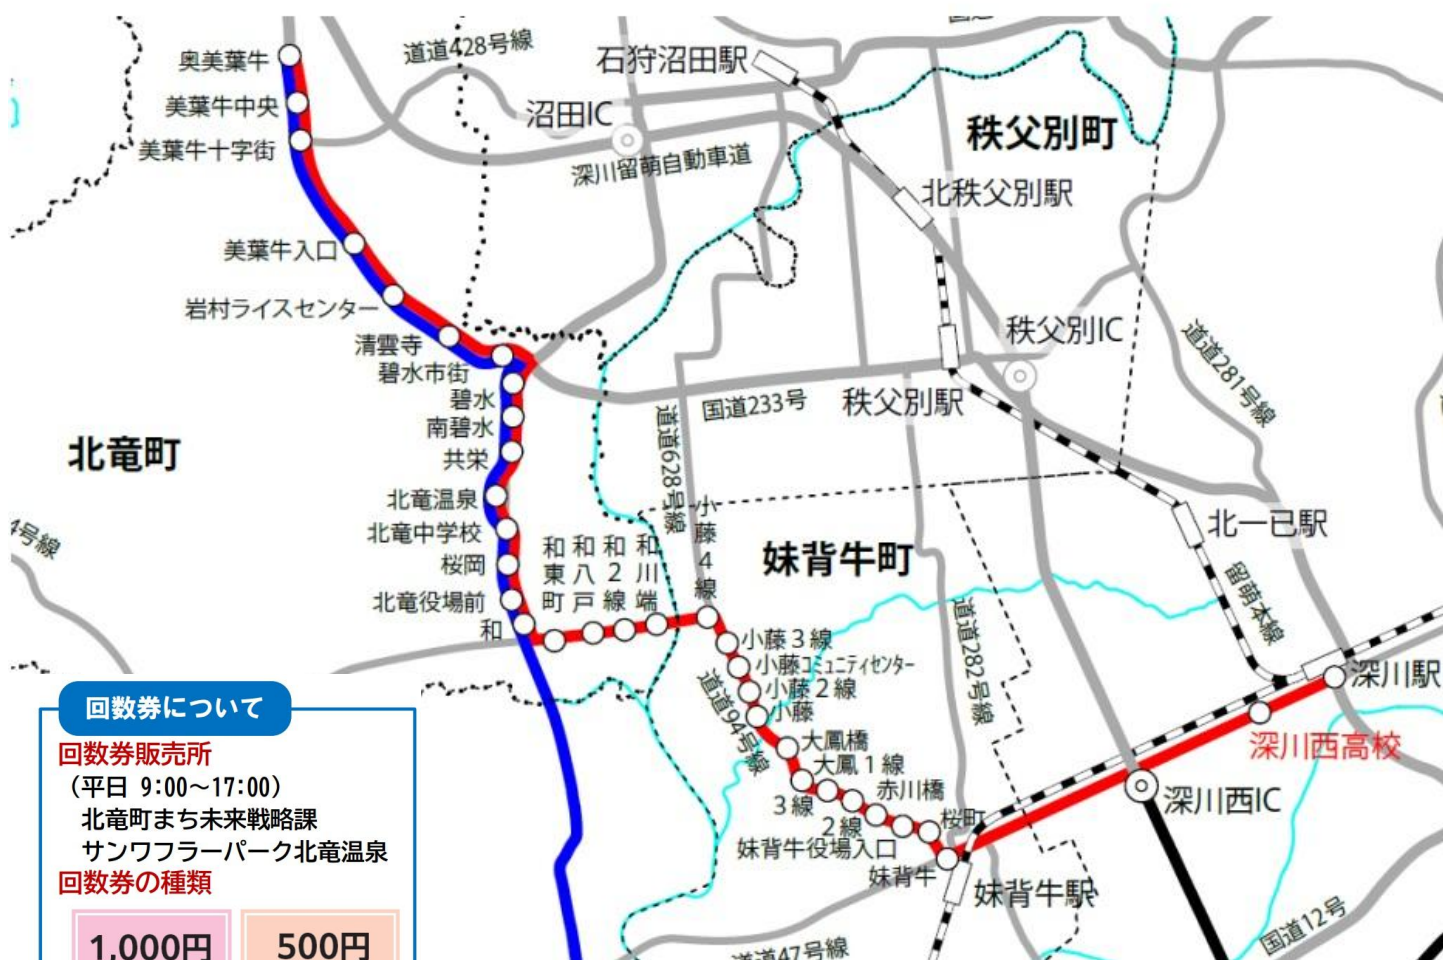 奥美葉牛
美葉牛中央
美葉牛十字街
美葉牛入口
岩村ライスセンター
清雲寺
碧水市街
碧水
南碧水
共栄
北竜温泉
北竜中学校
桜岡
北竜役場前
和
和東町
和八戸
和2線
和川端
小藤4線
小藤3線
小藤コミュニティセンター
小藤2線
小藤
大鳳橋
大鳳1線
赤川橋
3線
2線
桜町
妹背牛役場入口
妹背牛
妹背牛駅
深川西高校
深川駅
深川西IC
道道428号線
石狩沼田駅
沼田IC
深川留萌自動車道
秩父別町
北秩父別駅
秩父別IC
道道281号線
国道233号
秩父別駅
道道628号線
北竜町
4号線
妹背牛町
北一已駅
留萌本線
道道282号線
道道94号線
道道47号線
国道12号
回数券について
回数券販売所
(平日 9:00～17:00)
北竜町まち未来戦略課
サンワフラーパーク北竜温泉
回数券の種類
1,000円
500円